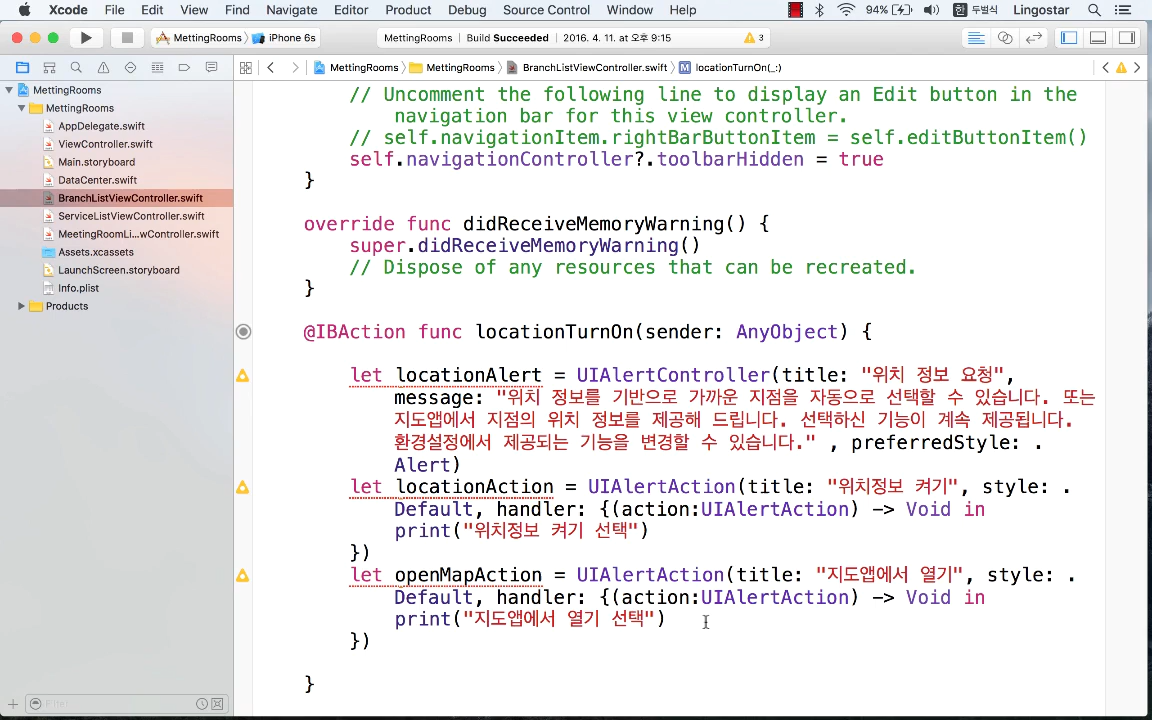 Xcode File Edit View Find Navigate Editor Product Debug Source Control Window Help 94% 한 두벌식 Lingostar
MettingRooms iPhone 6s MettingRooms | Build Succeeded | 2016. 4. 11. at 오후 9:15 3
MettingRooms MettingRooms BranchListViewController.swift M locationTurnOn(_:)
MettingRooms
MettingRooms
AppDelegate.swift
ViewController.swift
Main.storyboard
DataCenter.swift
BranchListViewController.swift
ServiceListViewController.swift
MeetingRoomLi...wController.swift
Assets.xcassets
LaunchScreen.storyboard
Info.plist
Products
// Uncomment the following line to display an Edit button in the
navigation bar for this view controller.
// self.navigationItem.rightBarButtonItem = self.editButtonItem()
self.navigationController?.toolbarHidden = true
}
override func didReceiveMemoryWarning() {
super.didReceiveMemoryWarning()
// Dispose of any resources that can be recreated.
}
@IBAction func locationTurnOn(sender: AnyObject) {
let locationAlert = UIAlertController(title: "위치 정보 요청",
message: "위치 정보를 기반으로 가까운 지점을 자동으로 선택할 수 있습니다. 또는
지도앱에서 지점의 위치 정보를 제공해 드립니다. 선택하신 기능이 계속 제공됩니다.
환경설정에서 제공되는 기능을 변경할 수 있습니다." , preferredStyle: .
Alert)
let locationAction = UIAlertAction(title: "위치정보 켜기", style: .
Default, handler: {(action:UIAlertAction) -> Void in
print("위치정보 켜기 선택")
})
let openMapAction = UIAlertAction(title: "지도앱에서 열기", style: .
Default, handler: {(action:UIAlertAction) -> Void in
print("지도앱에서 열기 선택")
})
}
Filter